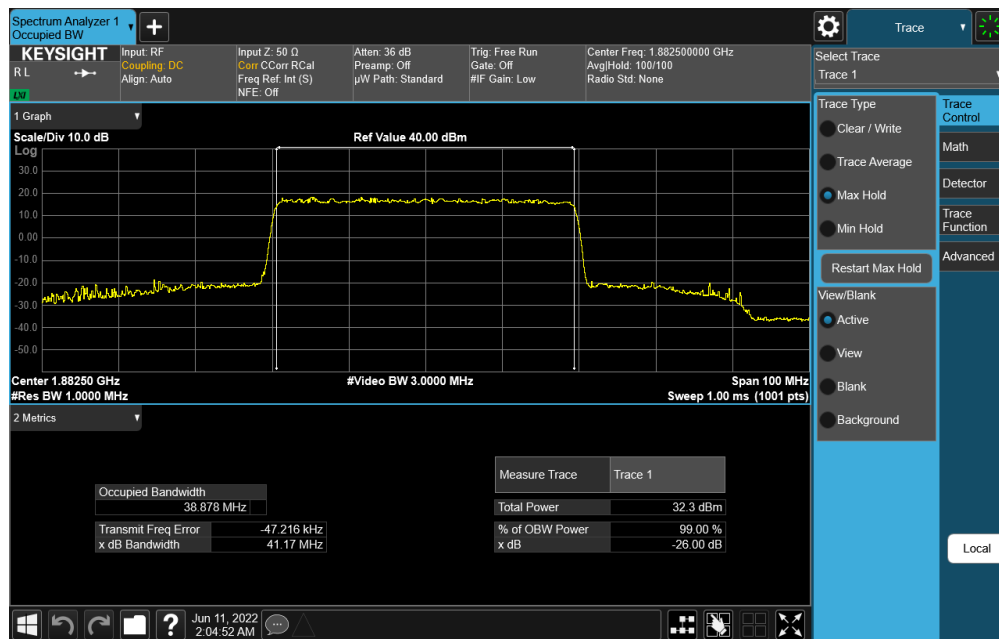 Spectrum Analyzer 1
Occupied BW
Trace
KEYSIGHT
R L
LXI
Input: RF
Coupling: DC
Align: Auto
Input Z: 50 Ω
Corr CCorr RCal
Freq Ref: Int (S)
NFE: Off
Atten: 36 dB
Preamp: Off
µW Path: Standard
Trig: Free Run
Gate: Off
#IF Gain: Low
Center Freq: 1.882500000 GHz
Avg|Hold: 100/100
Radio Std: None
Select Trace
Trace 1
1 Graph
Scale/Div 10.0 dB
Ref Value 40.00 dBm
Log
30.0
20.0
10.0
0.00
-10.0
-20.0
-30.0
-40.0
-50.0
Center 1.88250 GHz
#Video BW 3.0000 MHz
Span 100 MHz
#Res BW 1.0000 MHz
Sweep 1.00 ms (1001 pts)
2 Metrics
Measure Trace
Trace 1
Occupied Bandwidth
38.878 MHz
Total Power
32.3 dBm
Transmit Freq Error
-47.216 kHz
% of OBW Power
99.00 %
x dB Bandwidth
41.17 MHz
x dB
-26.00 dB
Trace Type
Clear / Write
Trace Average
Max Hold
Min Hold
Restart Max Hold
View/Blank
Active
View
Blank
Background
Trace
Control
Math
Detector
Trace
Function
Advanced
Local
?
Jun 11, 2022
2:04:52 AM